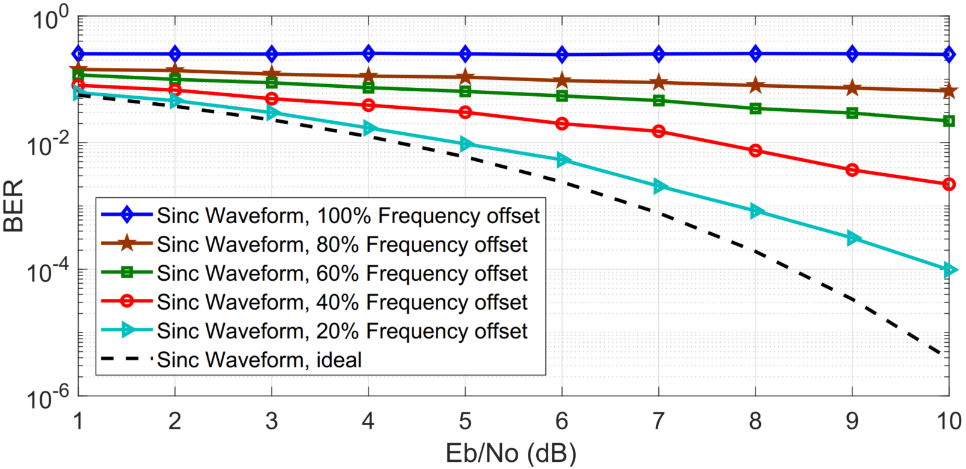 10^0
10^-2
10^-4
10^-6
BER
Sinc Waveform, 100% Frequency offset
Sinc Waveform, 80% Frequency offset
Sinc Waveform, 60% Frequency offset
Sinc Waveform, 40% Frequency offset
Sinc Waveform, 20% Frequency offset
Sinc Waveform, ideal
1 2 3 4 5 6 7 8 9 10
Eb/No (dB)